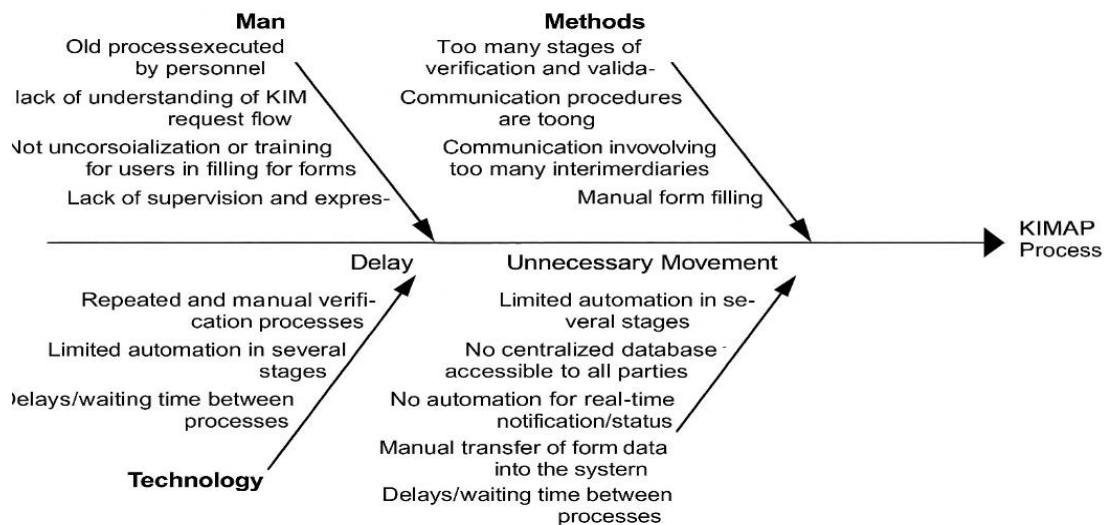 Man
Old processexecuted
by personnel
lack of understanding of KIM
request flow
Not uncorsoialization or training
for users in filling for forms
Lack of supervision and expres-
Methods
Too many stages of
verification and valida-
Communication procedures
are toong
Communication invovolving
too many interimerdiaries
Manual form filling
KIMAP
Process
Delay
Repeated and manual verifi-
cation processes
Limited automation in several
stages
Delays/waiting time between
processes
Technology
Unnecessary Movement
Limited automation in se-
veral stages
No centralized database
accessible to all parties
No automation for real-time
notification/status
Manual transfer of form data
into the systern
Delays/waiting time between
processes